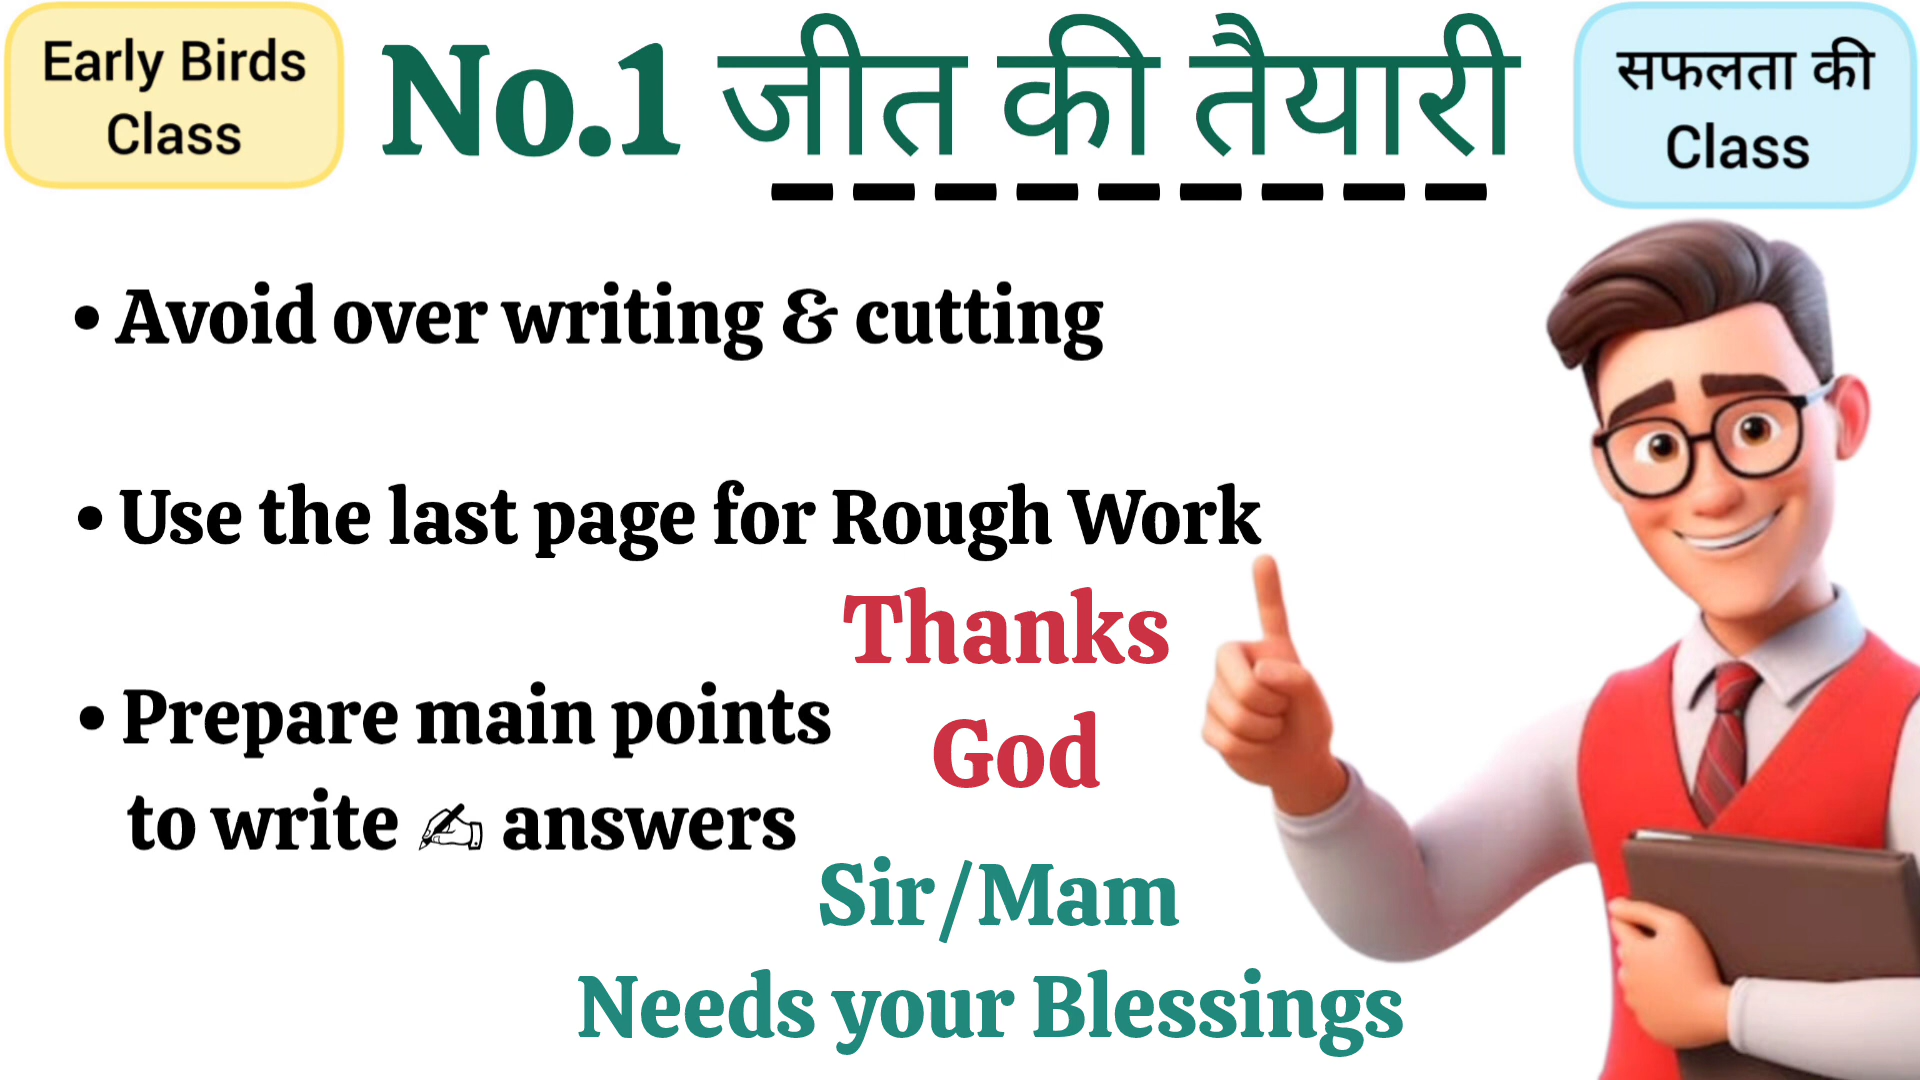 Early Birds
Class
No.1 जीत की तैयारी
सफलता की
Class
• Avoid over writing & cutting
• Use the last page for Rough Work
Thanks
God
• Prepare main points
to write ✍ answers
Sir/Mam
Needs your Blessings